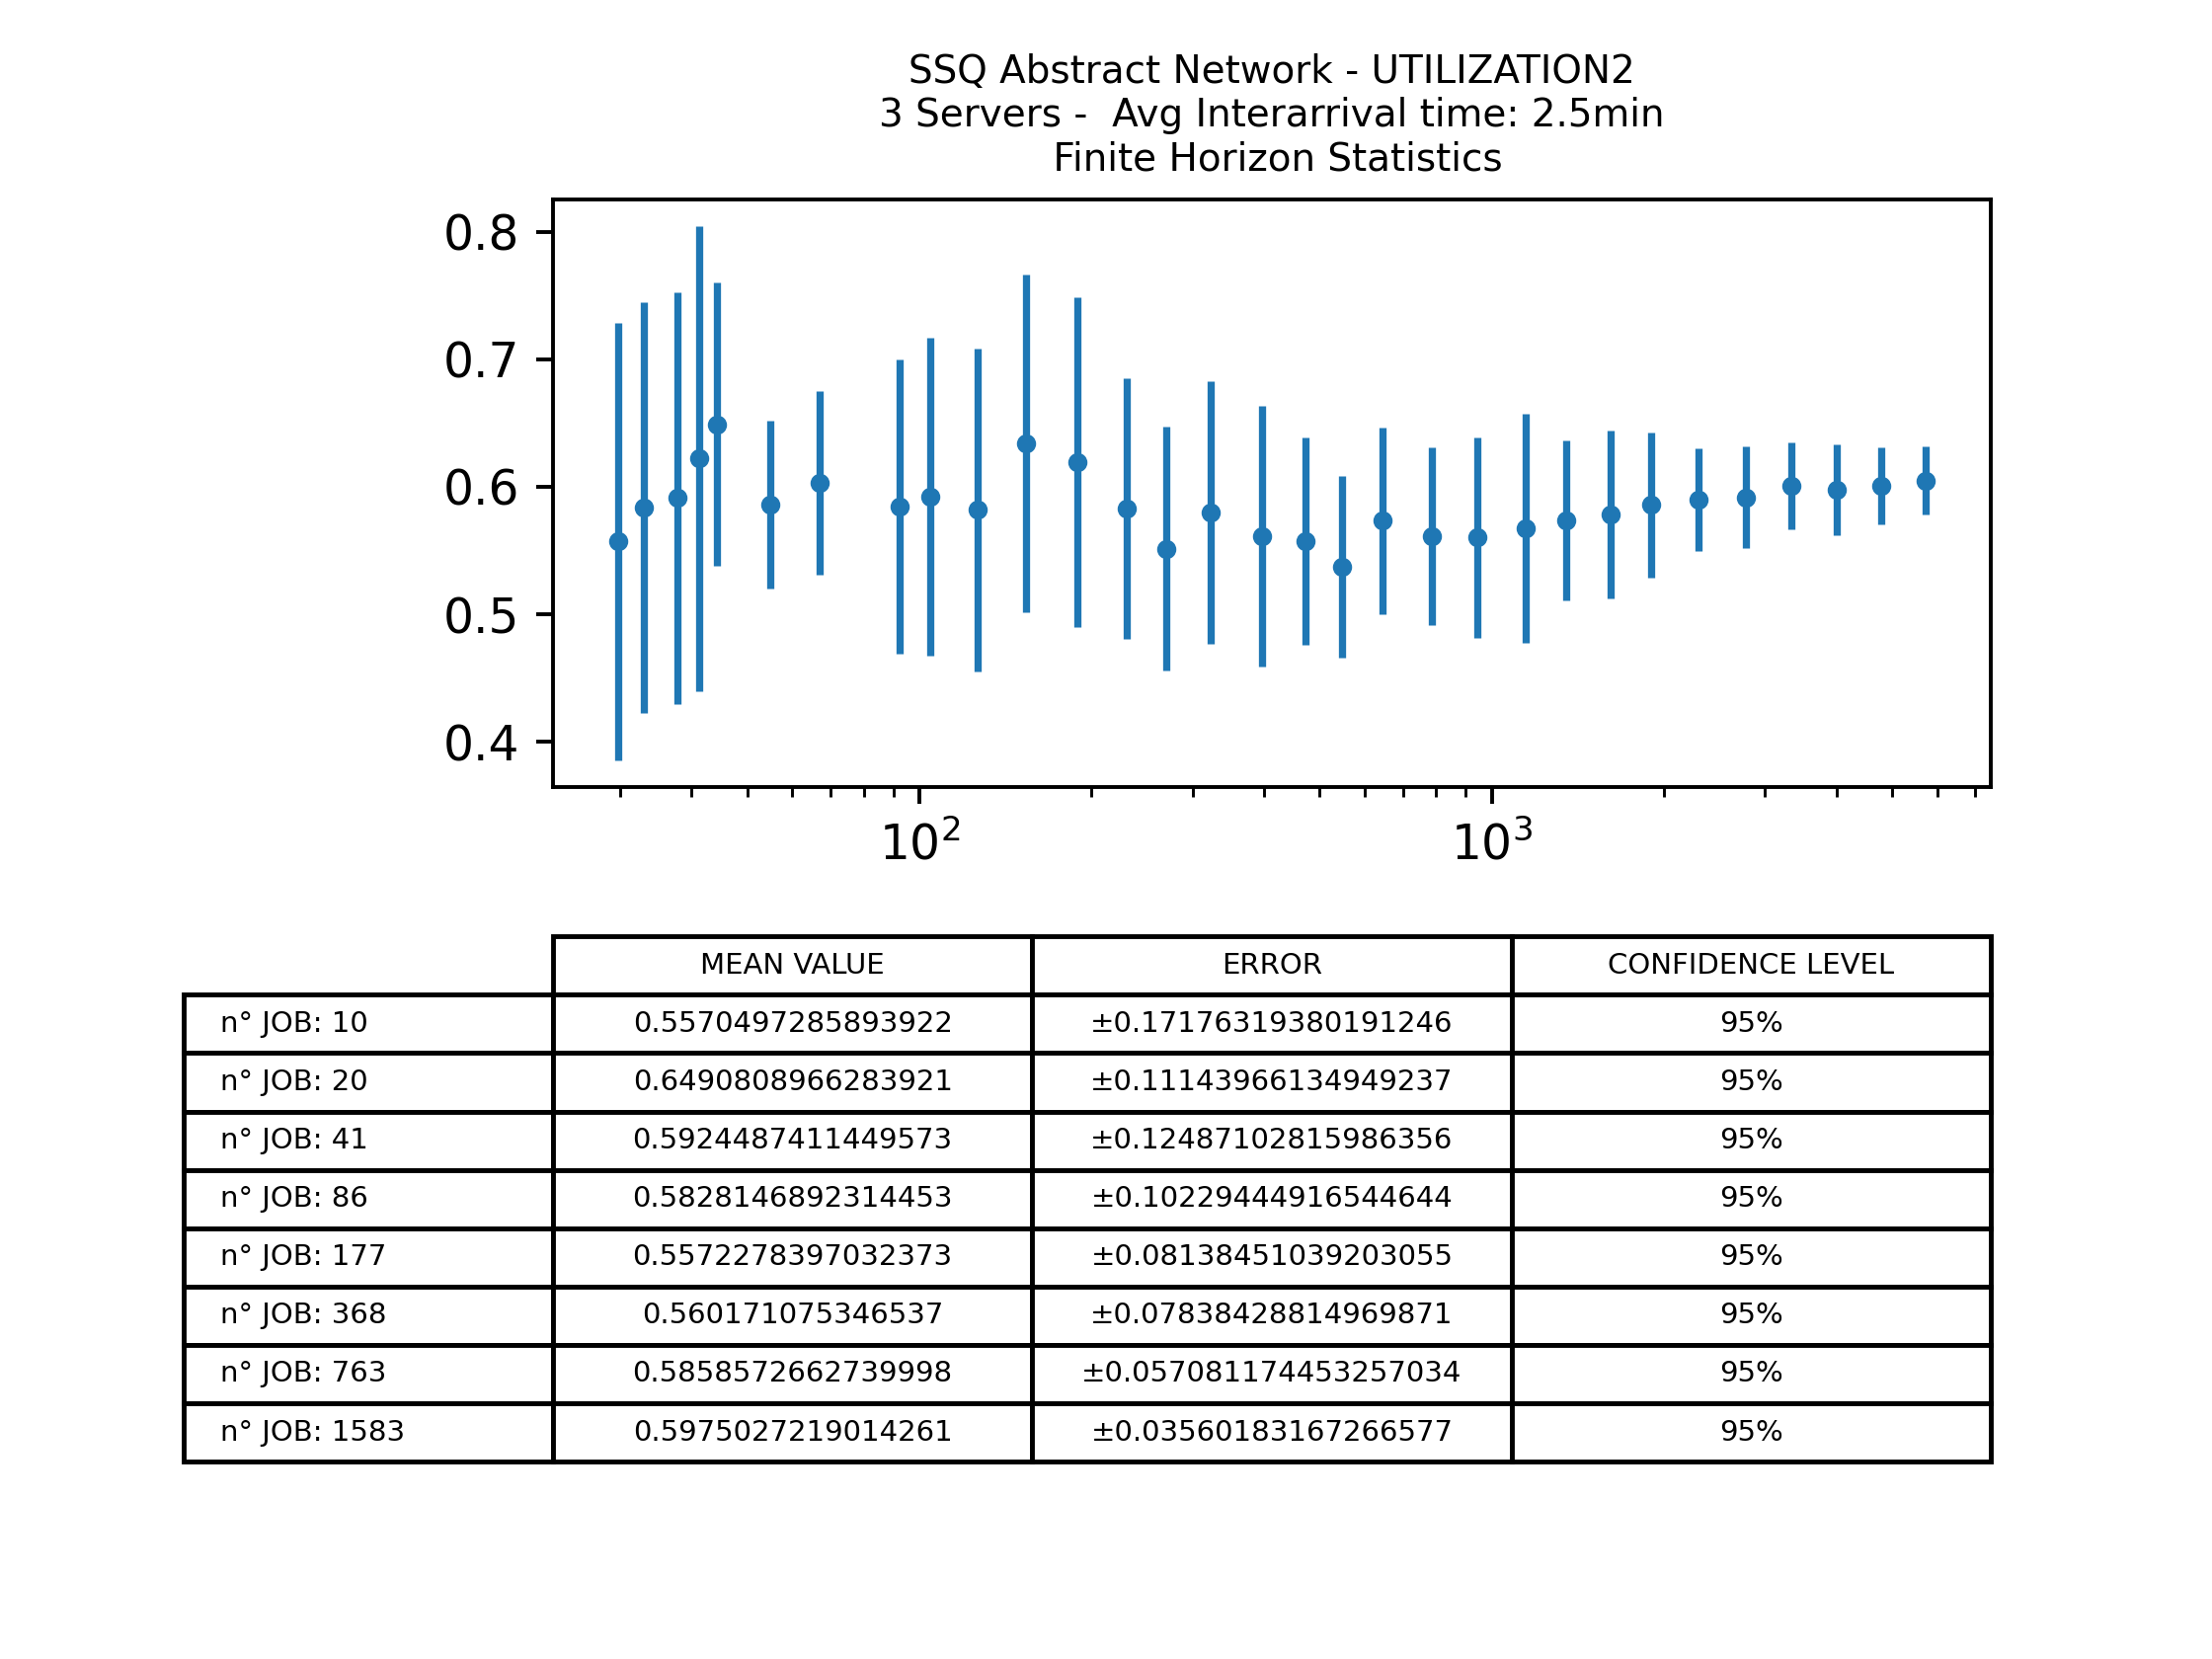 SSQ Abstract Network - UTILIZATION2
3 Servers -  Avg Interarrival time: 2.5min
Finite Horizon Statistics
0.8
0.7
0.6
0.5
0.4
10²
10³
MEAN VALUE ERROR CONFIDENCE LEVEL
n° JOB: 10 0.5570497285893922 ±0.17176319380191246 95%
n° JOB: 20 0.6490808966283921 ±0.11143966134949237 95%
n° JOB: 41 0.5924487411449573 ±0.12487102815986356 95%
n° JOB: 86 0.5828146892314453 ±0.10229444916544644 95%
n° JOB: 177 0.5572278397032373 ±0.08138451039203055 95%
n° JOB: 368 0.560171075346537 ±0.07838428814969871 95%
n° JOB: 763 0.5858572662739998 ±0.057081174453257034 95%
n° JOB: 1583 0.5975027219014261 ±0.03560183167266577 95%